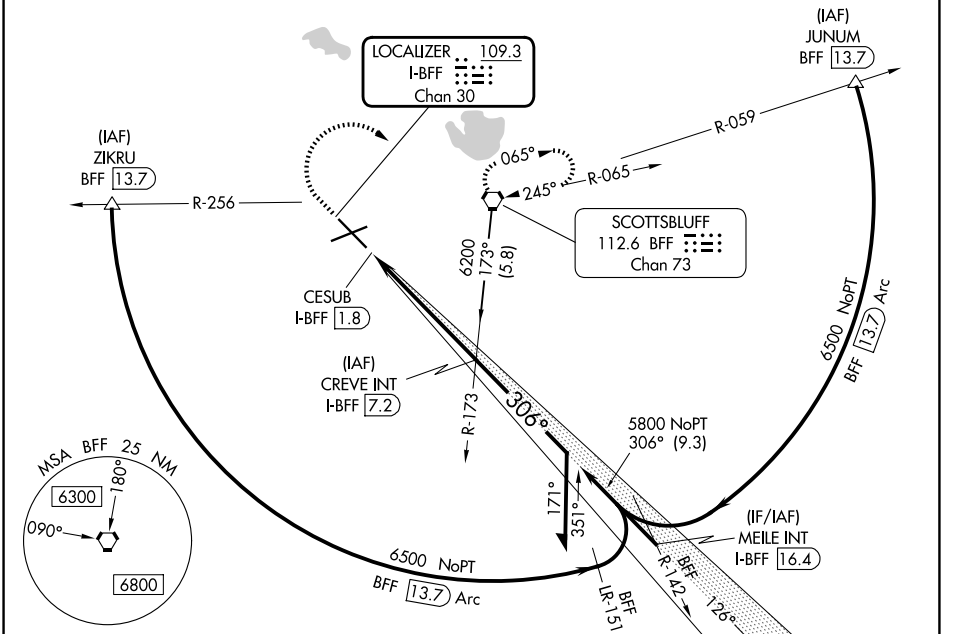 LOCALIZER 109.3
I-BFF
Chan 30
(IAF)
JUNUM
BFF 13.7
R-059
065°
245°
R-065
(IAF)
ZIKRU
BFF 13.7
R-256
SCOTTSBLUFF
112.6 BFF
Chan 73
6200
173°
(5.8)
CESUB
I-BFF 1.8
(IAF)
CREVE INT
I-BFF 7.2
R-173
306°
6500 NoPT
BFF 13.7 Arc
5800 NoPT
306° (9.3)
171°
351°
(IF/IAF)
MEILE INT
I-BFF 16.4
MSA BFF 25 NM
6300
180°
090°
6800
6500 NoPT
BFF 13.7 Arc
BFF
LR-151
BFF
R-142
126°